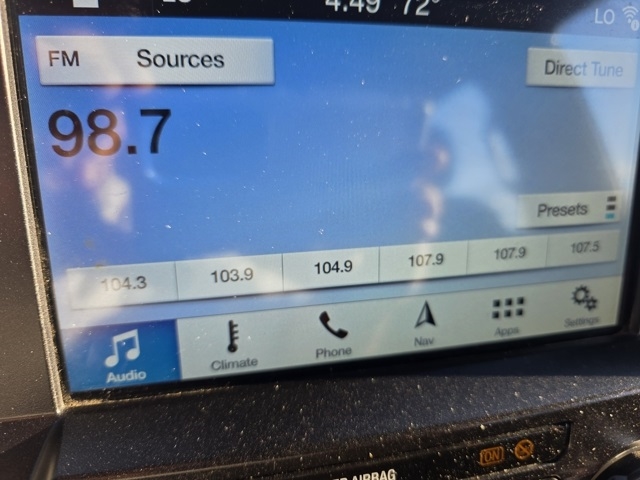 4:49 72°
LO
FM Sources
Direct Tune
98.7
Presets
104.3 103.9 104.9 107.9 107.9 107.5
Audio Climate Phone Nav Apps Settings
ON
AIRBAG